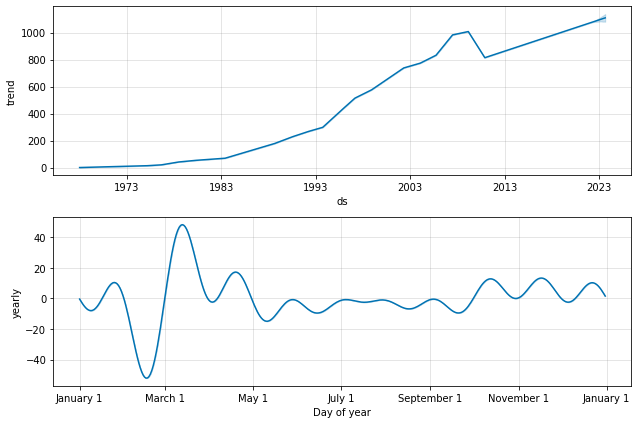 1000
800
600
400
200
0
trend
1973 1983 1993 2003 2013 2023
ds
40
20
0
−20
−40
yearly
January 1 March 1 May 1 July 1 September 1 November 1 January 1
Day of year